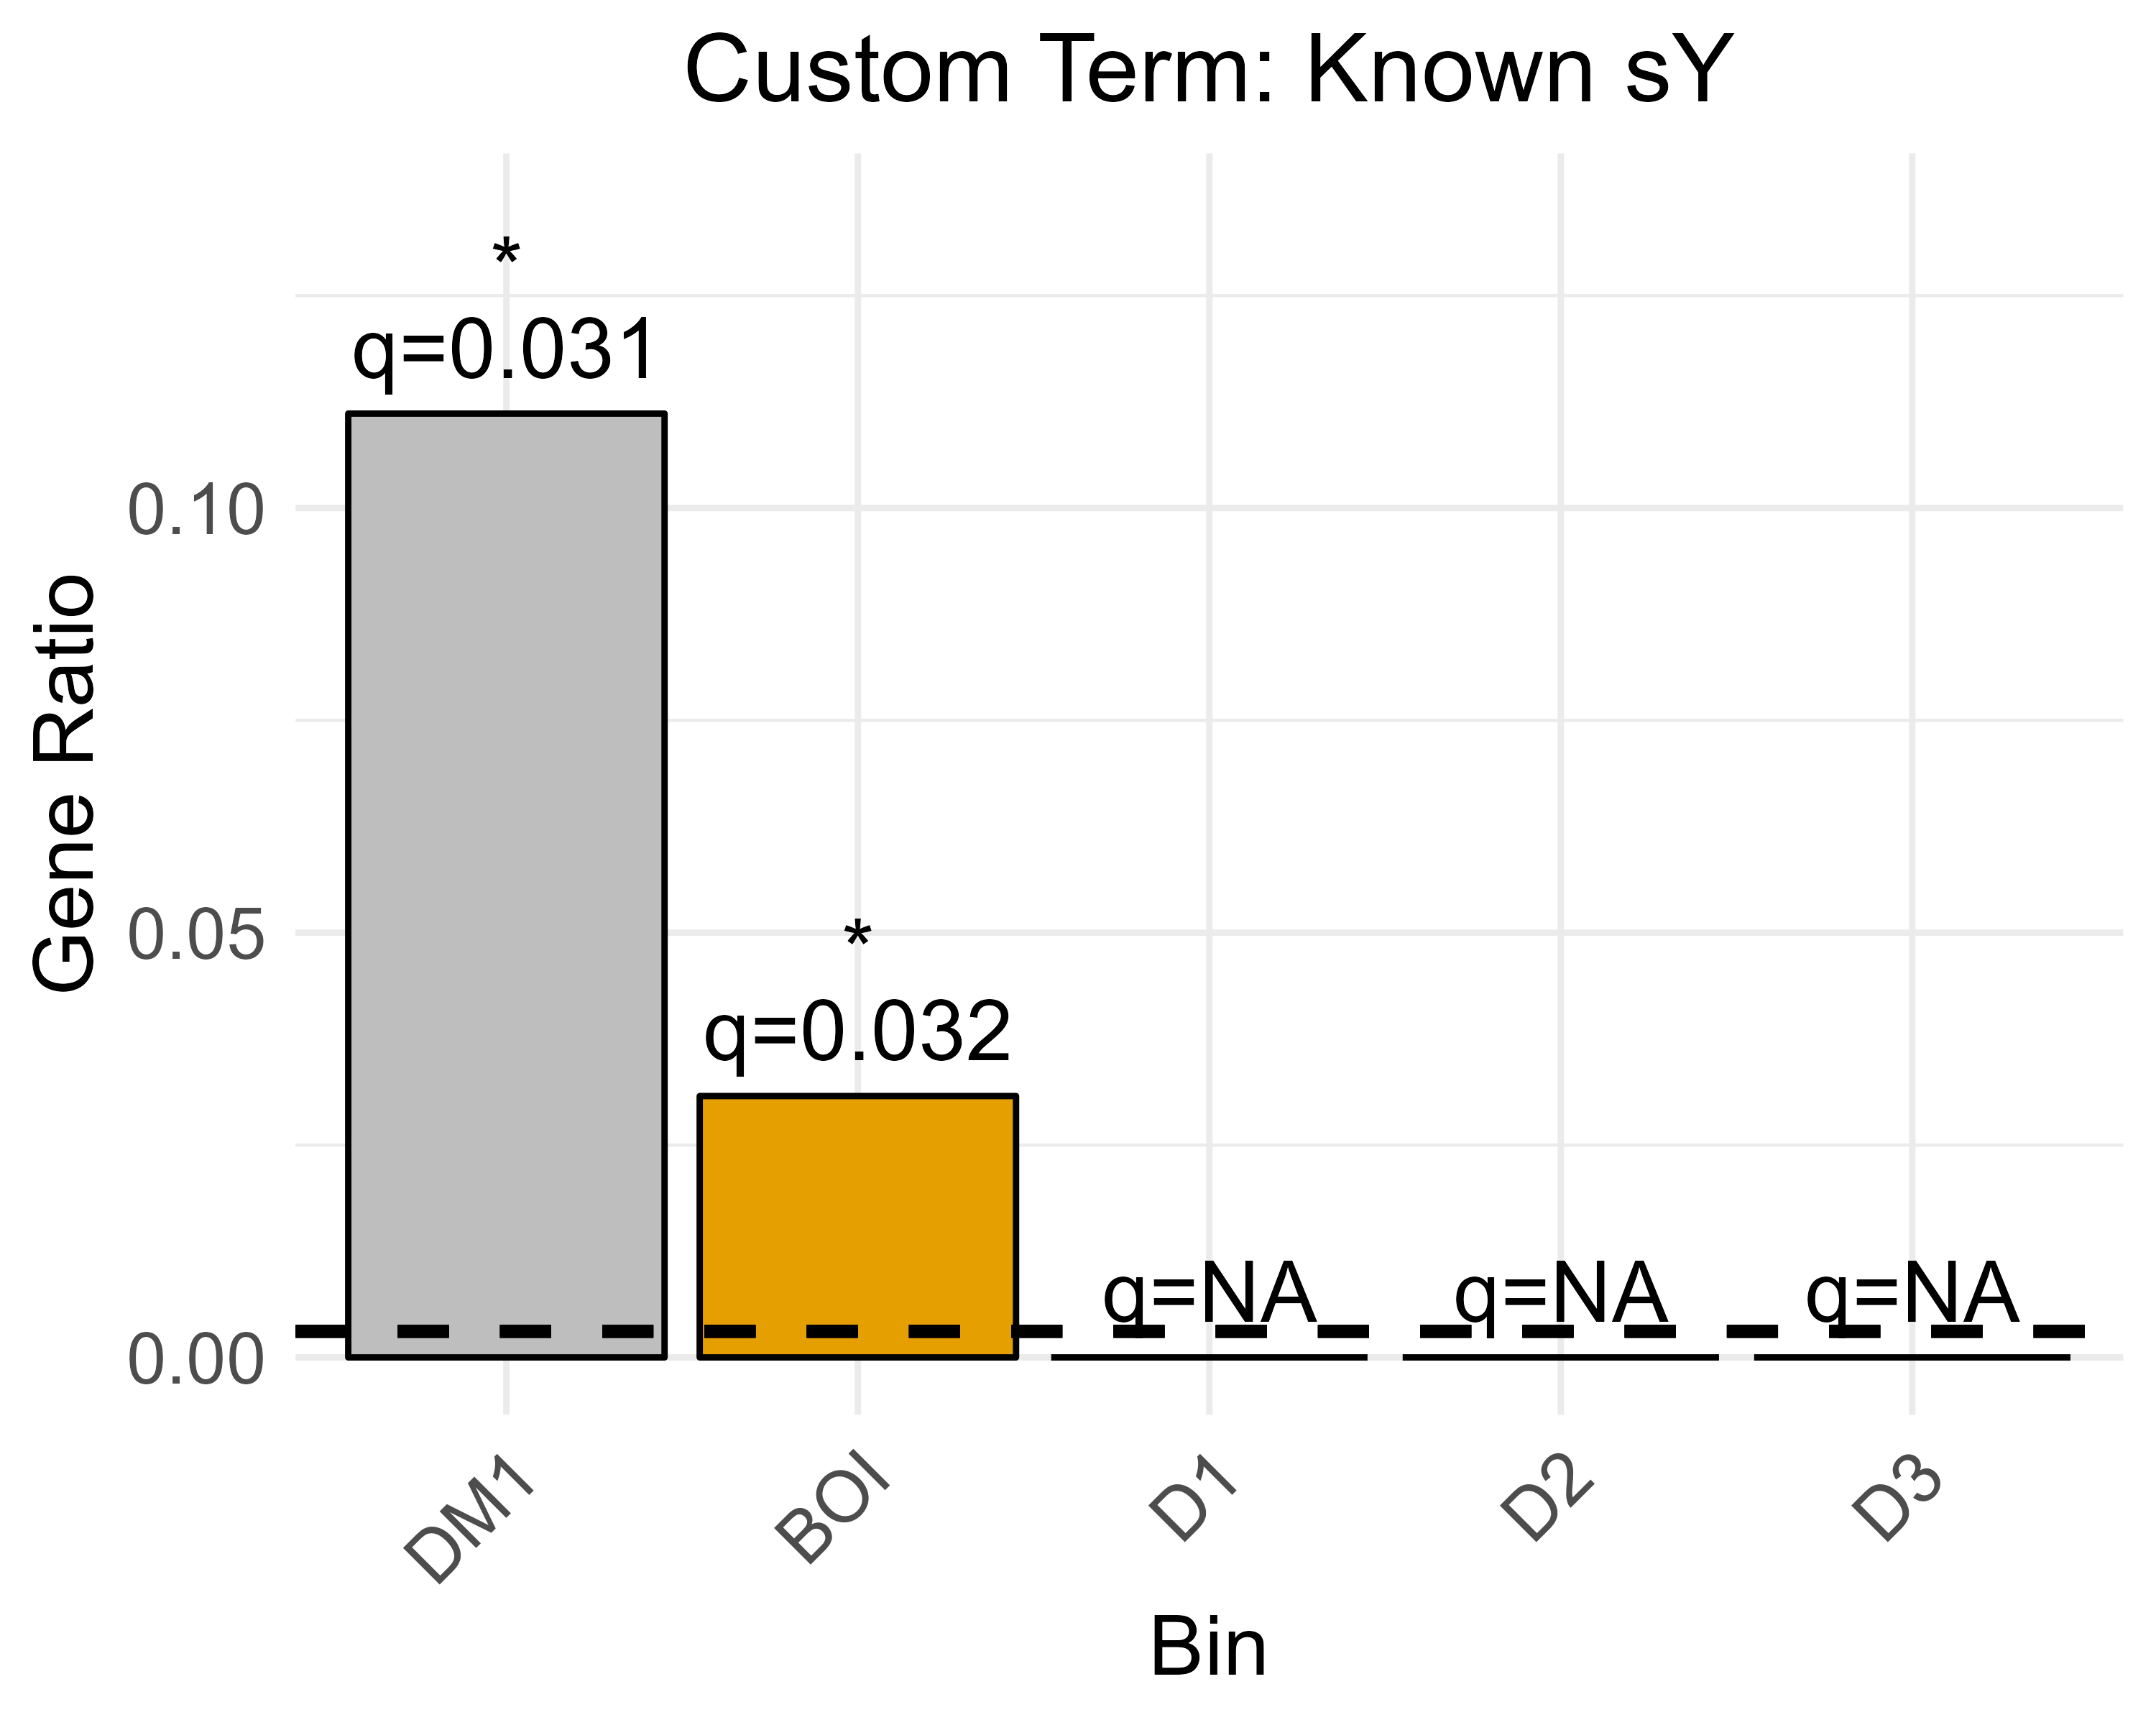 Custom Term: Known sY
*
q=0.031
0.10
Gene Ratio
*
0.05
q=0.032
q=NA
q=NA
q=NA
0.00
DM1
BOI
D1
D2
D3
Bin